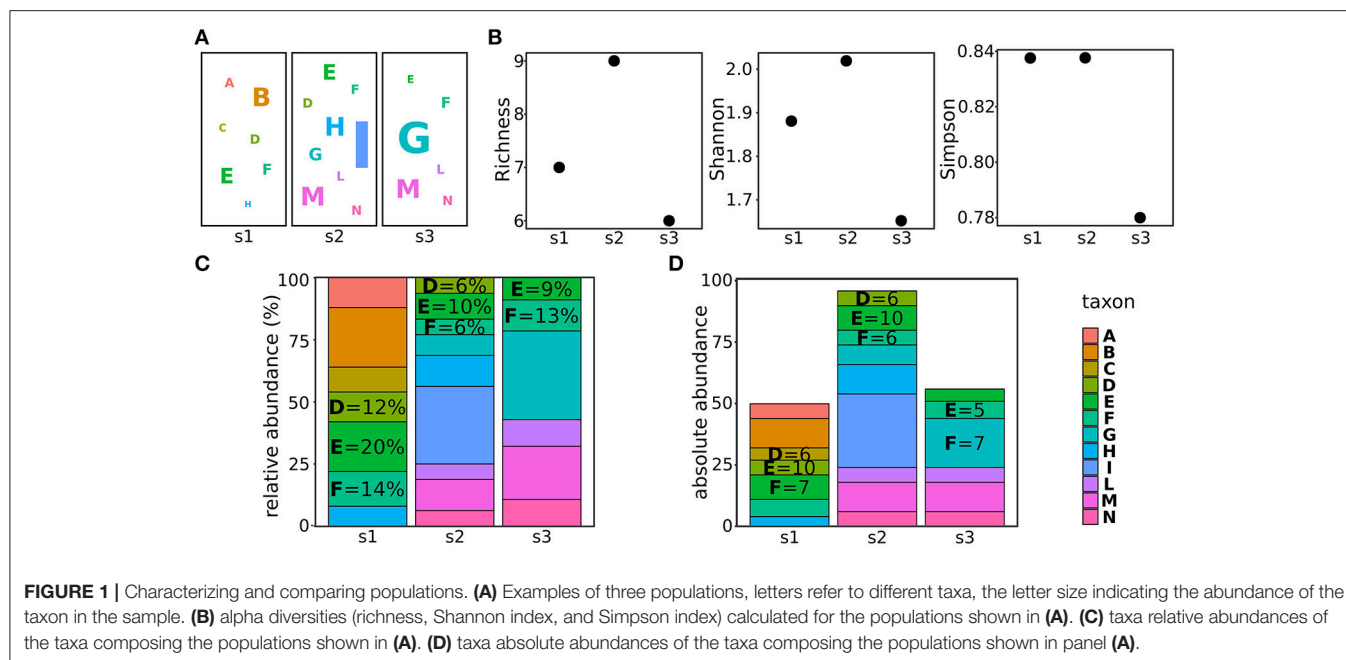 A
A
B
C
D
E
F
H
s1
E
F
D
H
I
G
L
M
N
s2
E
F
G
L
M
N
s3
B
Richness
9
8
7
6
s1 s2 s3
Shannon
2.0
1.9
1.8
1.7
s1 s2 s3
Simpson
0.84
0.82
0.80
0.78
s1 s2 s3
C
relative abundance (%)
100
75
50
25
0
D=12%
E=20%
F=14%
D=6%
E=10%
F=6%
E=9%
F=13%
s1 s2 s3
D
absolute abundance
100
75
50
25
0
D=6
E=10
F=7
D=6
E=10
F=6
E=5
F=7
s1 s2 s3
taxon
A
B
C
D
E
F
G
H
I
L
M
N
FIGURE 1 | Characterizing and comparing populations. (A) Examples of three populations, letters refer to different taxa, the letter size indicating the abundance of the
taxon in the sample. (B) alpha diversities (richness, Shannon index, and Simpson index) calculated for the populations shown in (A). (C) taxa relative abundances of
the taxa composing the populations shown in (A). (D) taxa absolute abundances of the taxa composing the populations shown in panel (A).